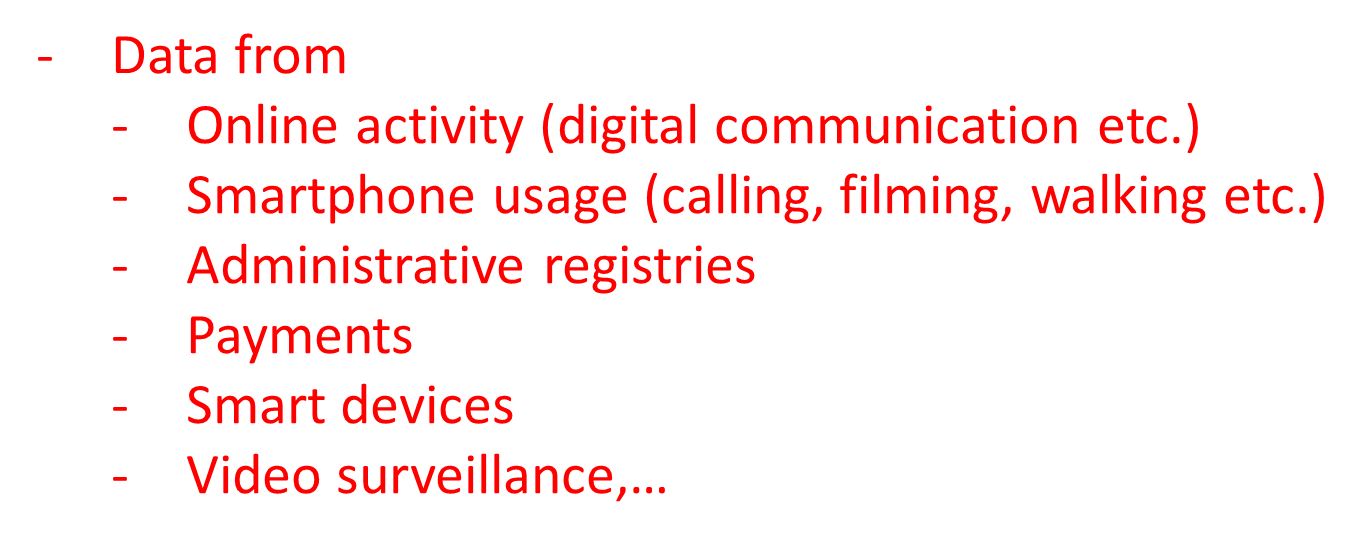 - Data from
- Online activity (digital communication etc.)
- Smartphone usage (calling, filming, walking etc.)
- Administrative registries
- Payments
- Smart devices
- Video surveillance,…